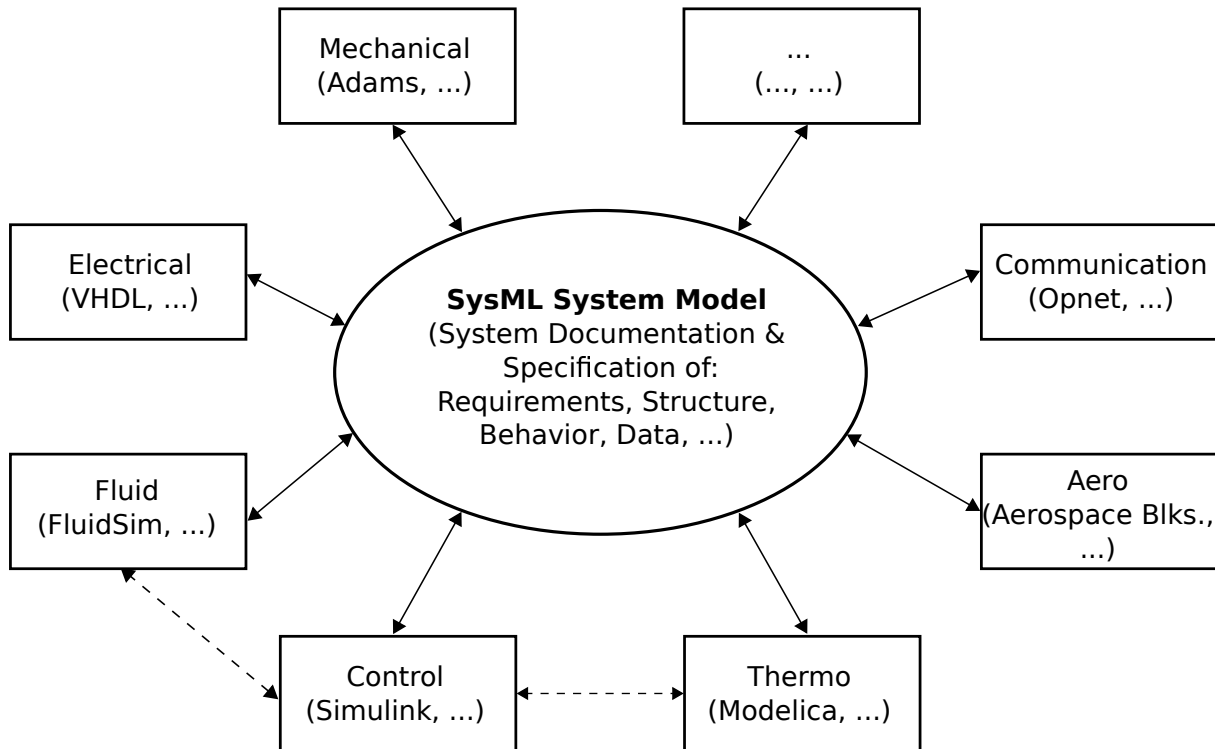 Mechanical
(Adams, ...)
...
(..., ...)
Electrical
(VHDL, ...)
SysML System Model
(System Documentation &
Specification of:
Requirements, Structure,
Behavior, Data, ...)
Communication
(Opnet, ...)
Fluid
(FluidSim, ...)
Aero
(Aerospace Blks.,
...)
Control
(Simulink, ...)
Thermo
(Modelica, ...)